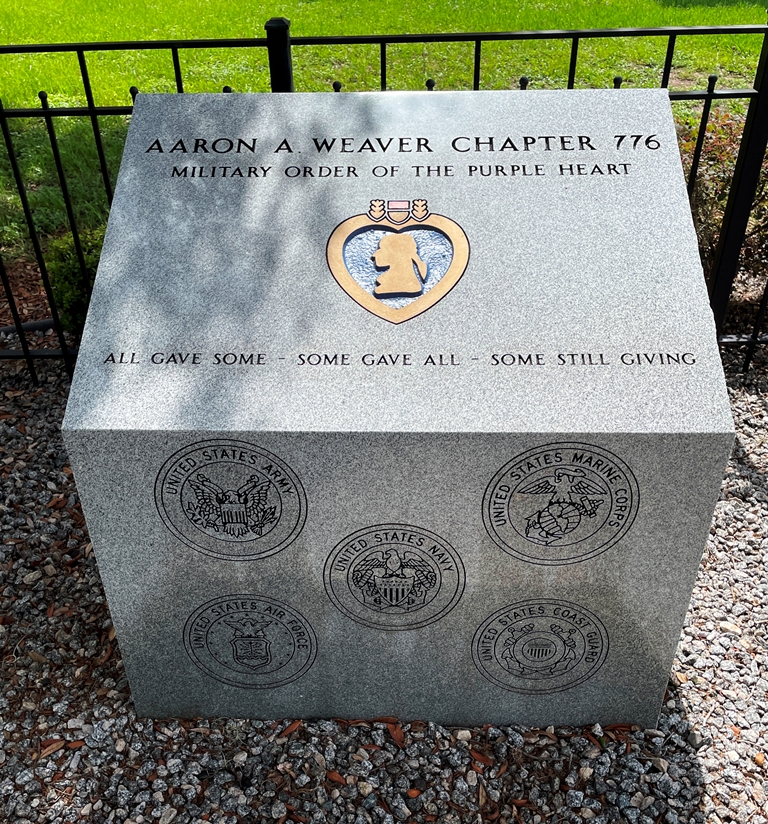 AARON A. WEAVER CHAPTER 776
MILITARY ORDER OF THE PURPLE HEART
ALL GAVE SOME - SOME GAVE ALL - SOME STILL GIVING
UNITED STATES ARMY
UNITED STATES MARINE CORPS
UNITED STATES NAVY
UNITED STATES AIR FORCE
UNITED STATES COAST GUARD